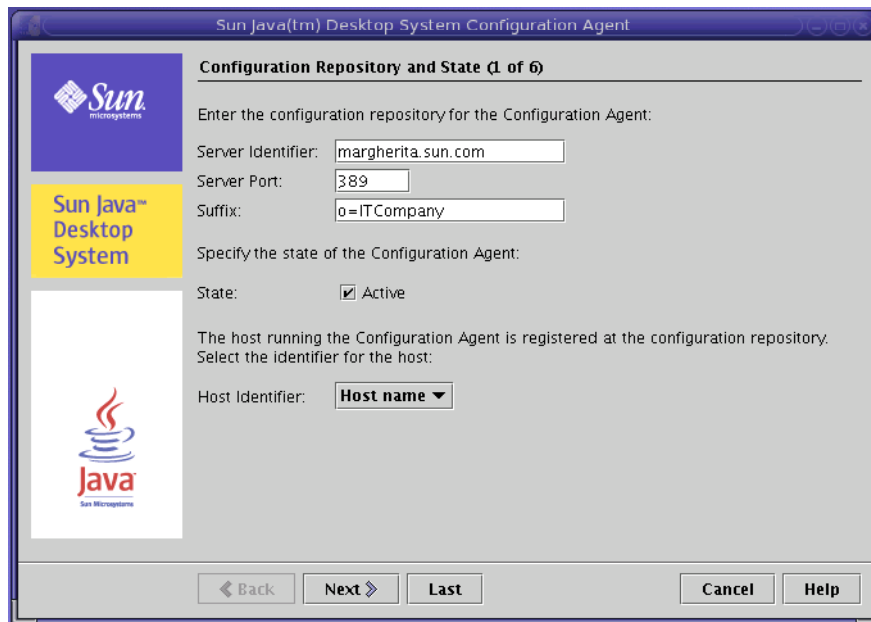 Sun Java(tm) Desktop System Configuration Agent
Sun
microsystems
Sun Java™
Desktop
System
Java
Sun Microsystems
Configuration Repository and State (1 of 6)
Enter the configuration repository for the Configuration Agent:
Server Identifier: margherita.sun.com
Server Port: 389
Suffix: o=ITCompany
Specify the state of the Configuration Agent:
State: Active
The host running the Configuration Agent is registered at the configuration repository.
Select the identifier for the host:
Host Identifier: Host name
Back Next Last Cancel Help